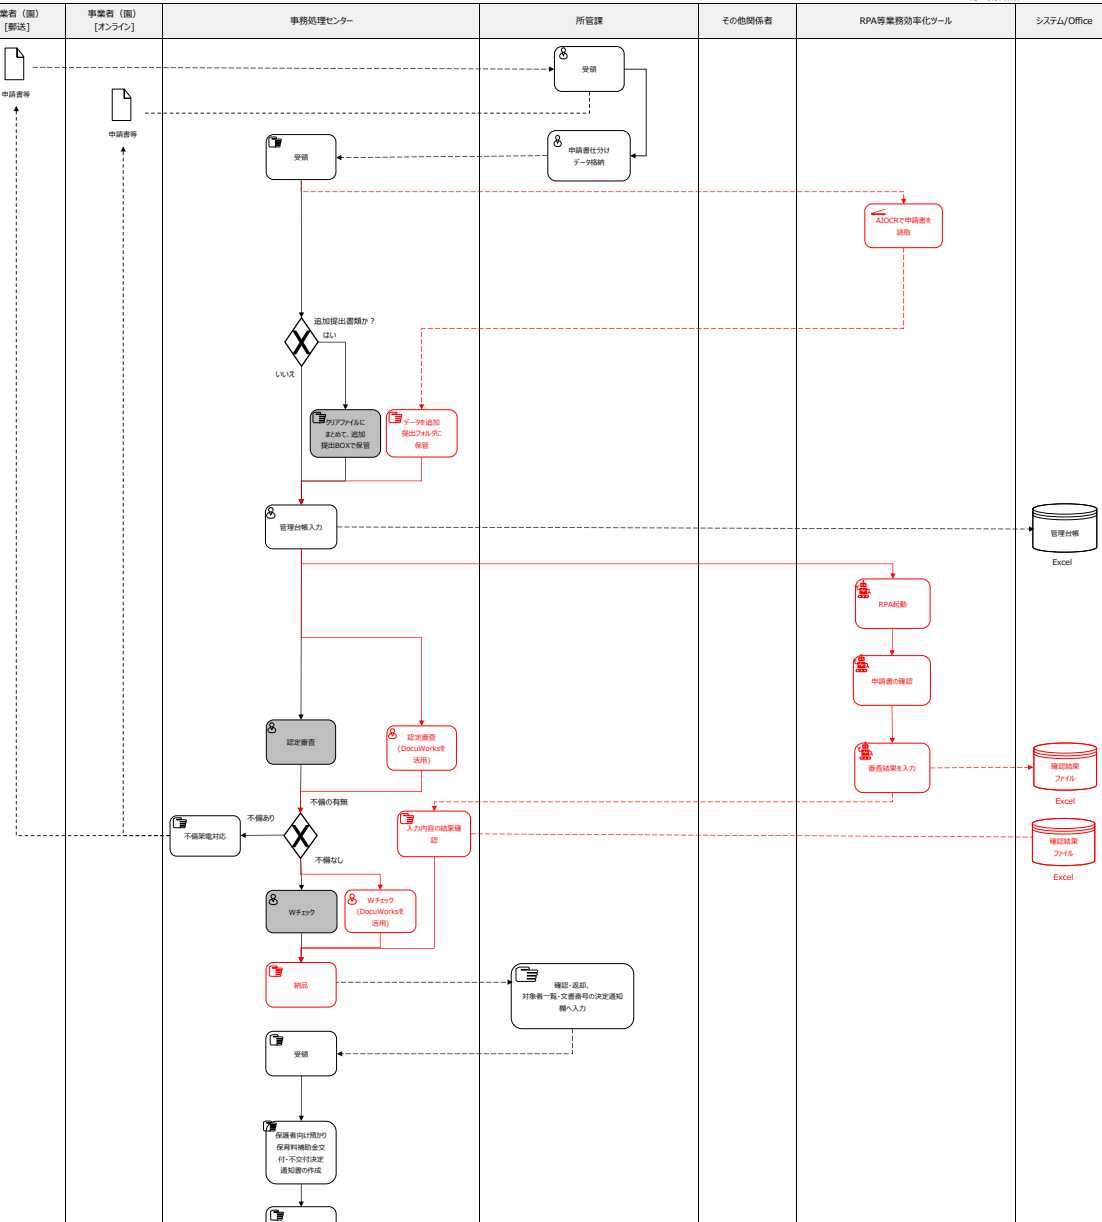 業者（園）
[郵送]
事業者（園）
[オンライン]
事務処理センター
所管課
その他関係者
RPA等業務効率化ツール
システム/Office
申請書等
申請書等
受領
申請書仕分け
データ格納
受領
AIOCRで申請書を
読取
追加提出書類か？
はい
いいえ
クリアファイルに
まとめて、追加
提出BOXで保管
データを追加
提出フォルダに
保管
管理台帳入力
管理台帳
Excel
RPA起動
申請書の確認
認定審査
認定審査
(DocuWorksを
活用)
審査結果を入力
確認結果
ファイル
Excel
不備の有無
不備あり
不備架電対応
不備なし
入力内容の結果確
認
確認結果
ファイル
Excel
Wチェック
Wチェック
(DocuWorksを
活用)
納品
確認・返却、
対象者一覧・文書番号の決定通知
欄へ入力
受領
保護者向け預かり
保育料補助金交
付・不交付決定
通知書の作成